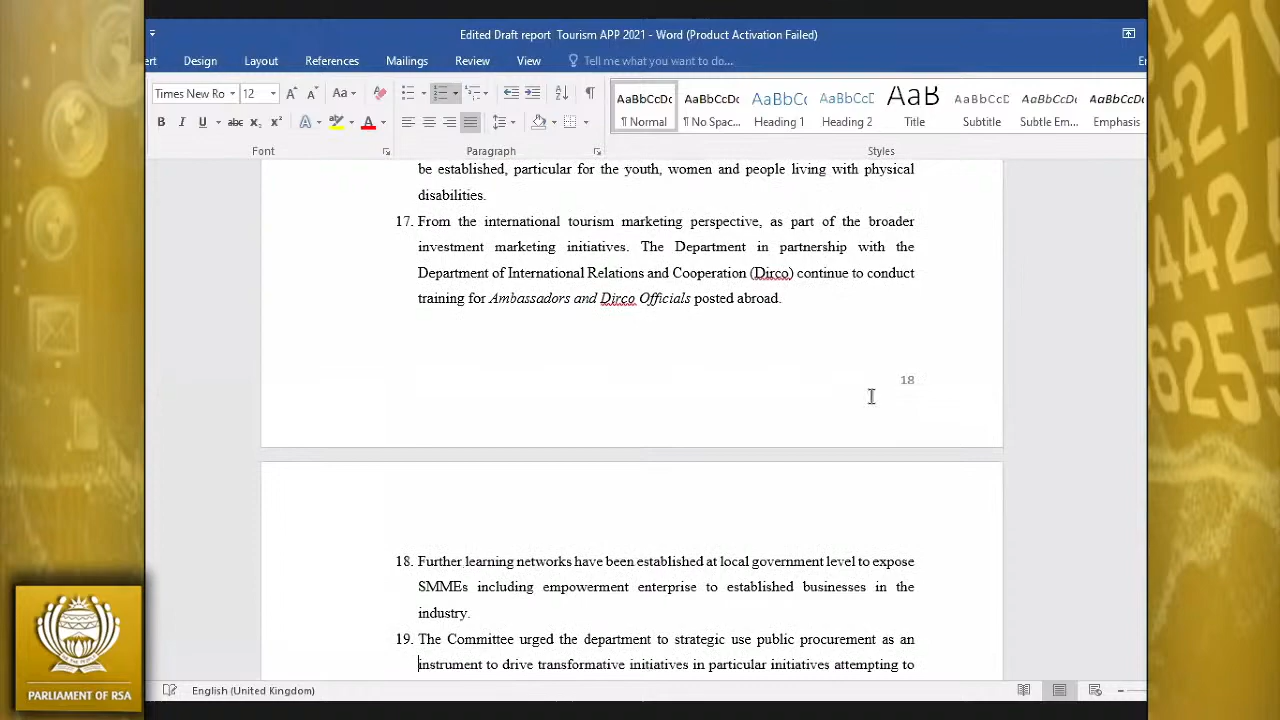 Edited Draft report Tourism APP 2021 - Word (Product Activation Failed)
ert Design Layout References Mailings Review View Tell me what you want to do...
Times New Ro 12 Aa
AaBbCcDc AaBbCcDc AaBbCc AaBbCcC AaB AaBbCcC AaBbCcDc AaBbCcDc
¶ Normal ¶ No Spac... Heading 1 Heading 2 Title Subtitle Subtle Em... Emphasis
Font Paragraph Styles
be established, particular for the youth, women and people living with physical
disabilities.
17. From the international tourism marketing perspective, as part of the broader
investment marketing initiatives. The Department in partnership with the
Department of International Relations and Cooperation (Dirco) continue to conduct
training for Ambassadors and Dirco Officials posted abroad.
18
18. Further learning networks have been established at local government level to expose
SMMEs including empowerment enterprise to established businesses in the
industry.
19. The Committee urged the department to strategic use public procurement as an
instrument to drive transformative initiatives in particular initiatives attempting to
English (United Kingdom)
PARLIAMENT OF RSA